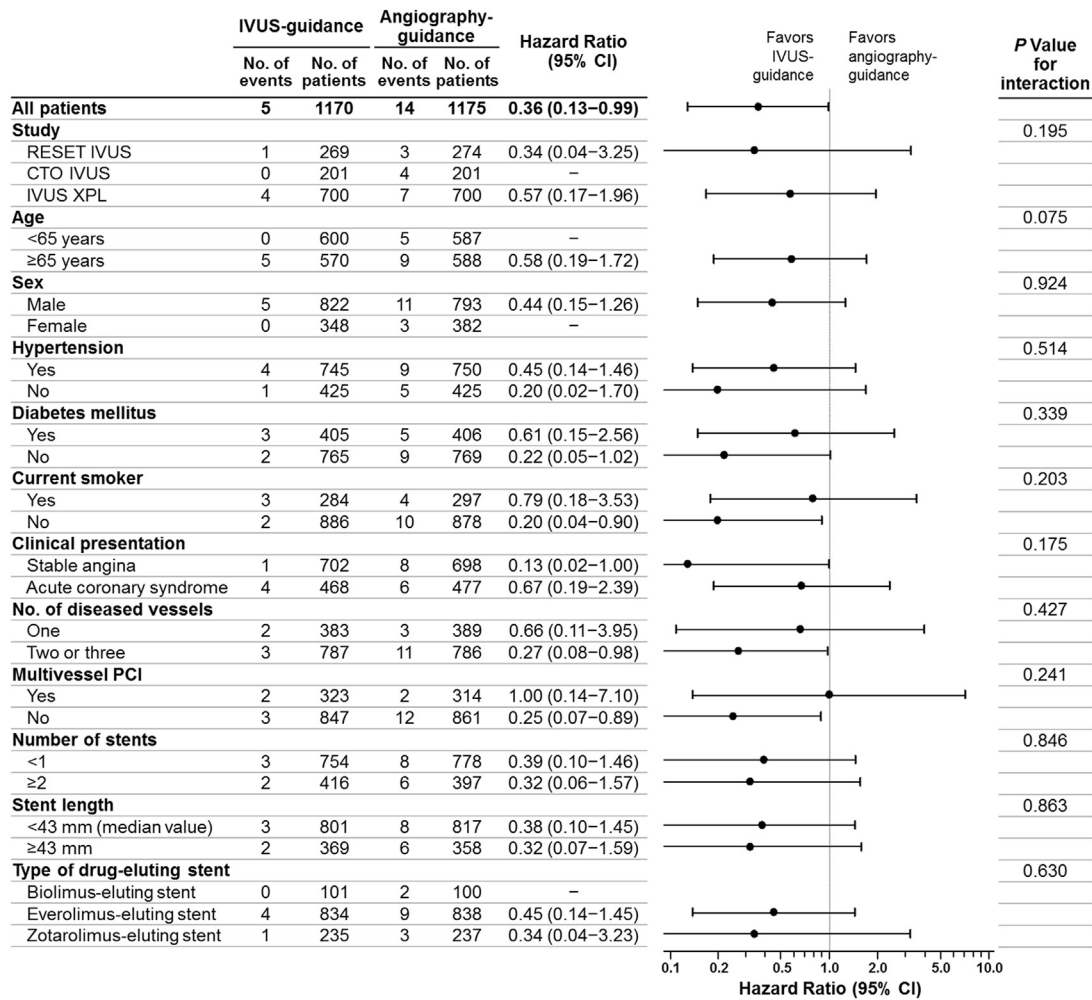 IVUS-guidance Angiography-guidance Hazard Ratio (95% CI) Favors IVUS-guidance Favors angiography-guidance P Value for interaction
No. of events No. of patients No. of events No. of patients
All patients 5 1170 14 1175 0.36 (0.13−0.99)
Study 0.195
RESET IVUS 1 269 3 274 0.34 (0.04−3.25)
CTO IVUS 0 201 4 201 −
IVUS XPL 4 700 7 700 0.57 (0.17−1.96)
Age 0.075
<65 years 0 600 5 587 −
≥65 years 5 570 9 588 0.58 (0.19−1.72)
Sex 0.924
Male 5 822 11 793 0.44 (0.15−1.26)
Female 0 348 3 382 −
Hypertension 0.514
Yes 4 745 9 750 0.45 (0.14−1.46)
No 1 425 5 425 0.20 (0.02−1.70)
Diabetes mellitus 0.339
Yes 3 405 5 406 0.61 (0.15−2.56)
No 2 765 9 769 0.22 (0.05−1.02)
Current smoker 0.203
Yes 3 284 4 297 0.79 (0.18−3.53)
No 2 886 10 878 0.20 (0.04−0.90)
Clinical presentation 0.175
Stable angina 1 702 8 698 0.13 (0.02−1.00)
Acute coronary syndrome 4 468 6 477 0.67 (0.19−2.39)
No. of diseased vessels 0.427
One 2 383 3 389 0.66 (0.11−3.95)
Two or three 3 787 11 786 0.27 (0.08−0.98)
Multivessel PCI 0.241
Yes 2 323 2 314 1.00 (0.14−7.10)
No 3 847 12 861 0.25 (0.07−0.89)
Number of stents 0.846
<1 3 754 8 778 0.39 (0.10−1.46)
≥2 2 416 6 397 0.32 (0.06−1.57)
Stent length 0.863
<43 mm (median value) 3 801 8 817 0.38 (0.10−1.45)
≥43 mm 2 369 6 358 0.32 (0.07−1.59)
Type of drug-eluting stent 0.630
Biolimus-eluting stent 0 101 2 100 −
Everolimus-eluting stent 4 834 9 838 0.45 (0.14−1.45)
Zotarolimus-eluting stent 1 235 3 237 0.34 (0.04−3.23)
0.1 0.2 0.5 1.0 2.0 5.0 10.0
Hazard Ratio (95% CI)